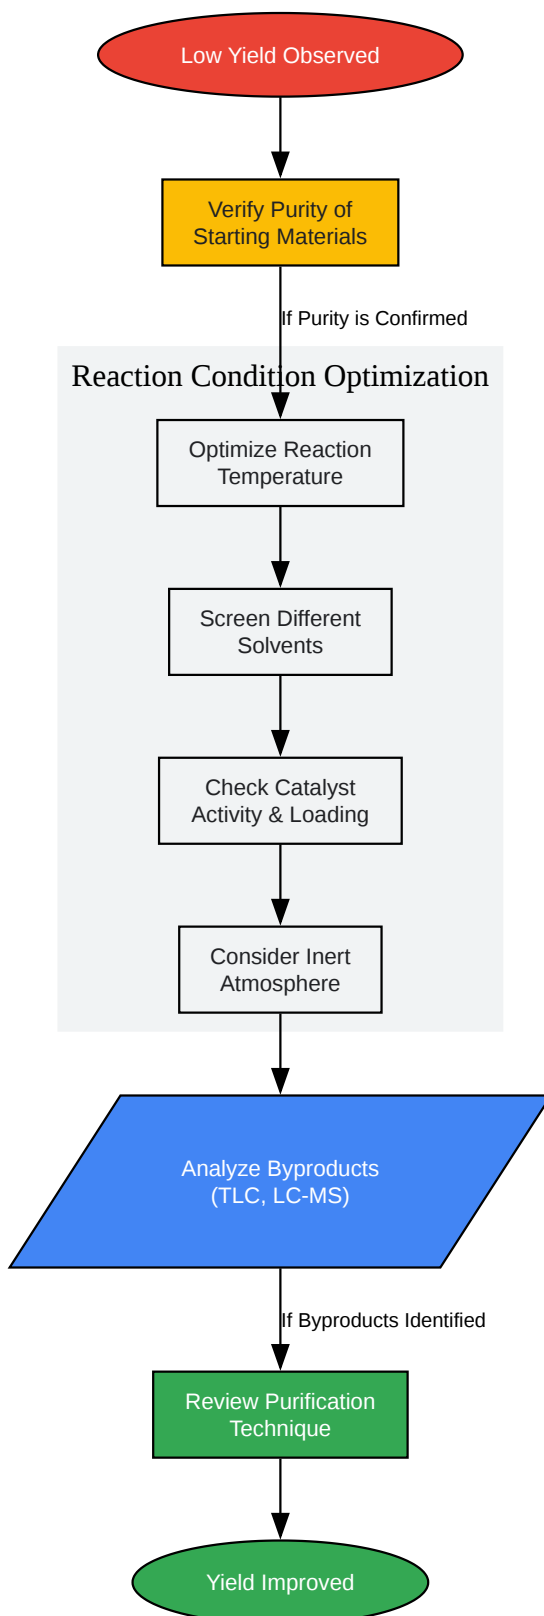 Low Yield Observed
Verify Purity of
Starting Materials
If Purity is Confirmed
Reaction Condition Optimization
Optimize Reaction
Temperature
Screen Different
Solvents
Check Catalyst
Activity & Loading
Consider Inert
Atmosphere
Analyze Byproducts
(TLC, LC-MS)
If Byproducts Identified
Review Purification
Technique
Yield Improved